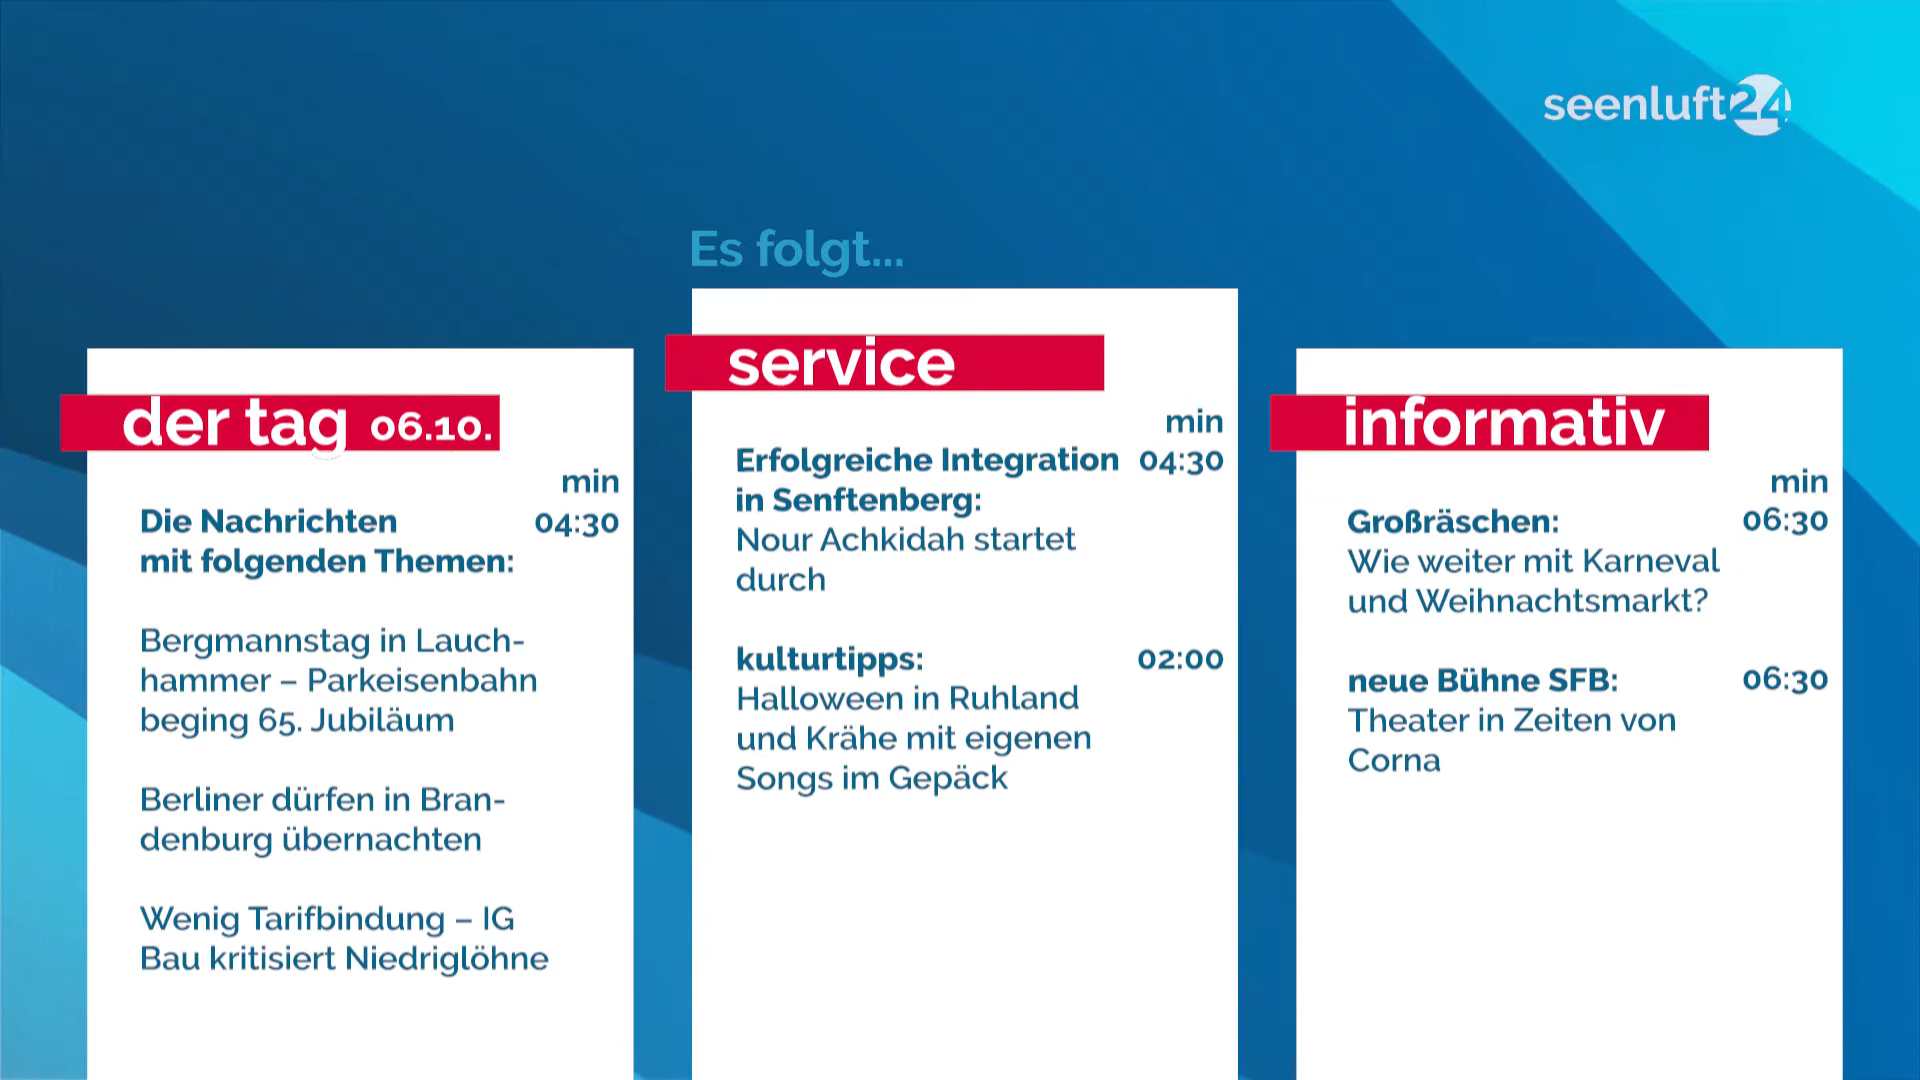 seenluft24
Es folgt...
der tag 06.10.
min
Die Nachrichten 04:30
mit folgenden Themen:
Bergmannstag in Lauch-
hammer – Parkeisenbahn
beging 65. Jubiläum
Berliner dürfen in Bran-
denburg übernachten
Wenig Tarifbindung – IG
Bau kritisiert Niedriglöhne
service
min
Erfolgreiche Integration 04:30
in Senftenberg:
Nour Achkidah startet
durch
kulturtipps: 02:00
Halloween in Ruhland
und Krähe mit eigenen
Songs im Gepäck
informativ
min
Großräschen: 06:30
Wie weiter mit Karneval
und Weihnachtsmarkt?
neue Bühne SFB: 06:30
Theater in Zeiten von
Corna